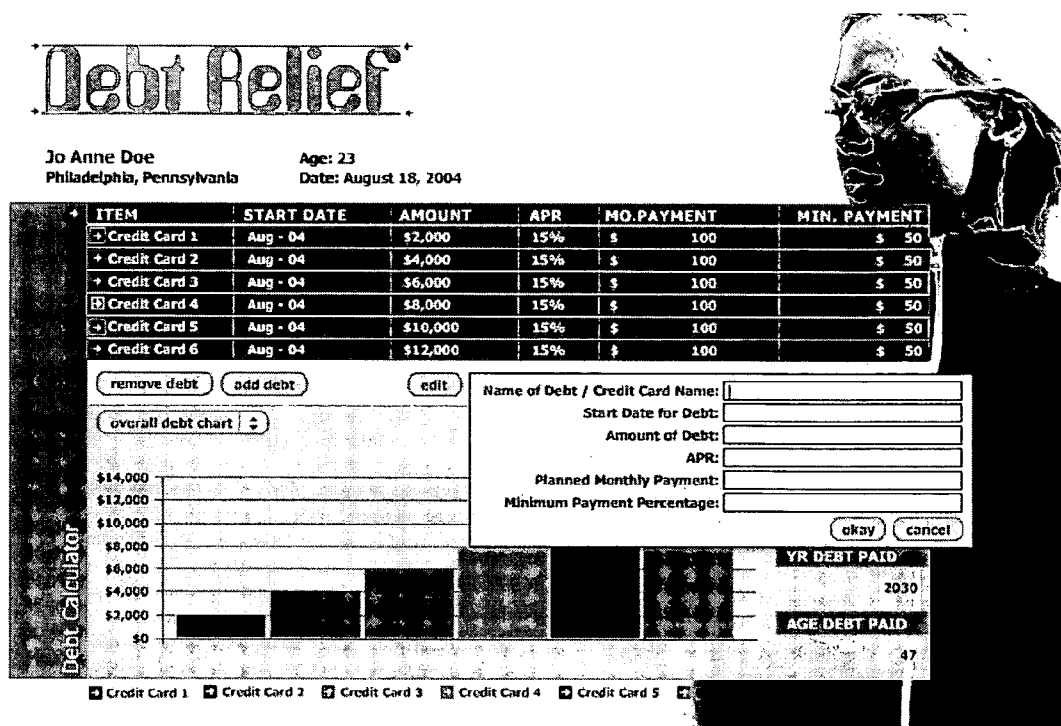 Debt Relief
Jo Anne Doe Age: 23
Philadelphia, Pennsylvania Date: August 18, 2004
ITEM START DATE AMOUNT APR MO.PAYMENT MIN. PAYMENT
Credit Card 1 Aug - 04 $2,000 15% $ 100 $ 50
Credit Card 2 Aug - 04 $4,000 15% $ 100 $ 50
Credit Card 3 Aug - 04 $6,000 15% $ 100 $ 50
Credit Card 4 Aug - 04 $8,000 15% $ 100 $ 50
Credit Card 5 Aug - 04 $10,000 15% $ 100 $ 50
Credit Card 6 Aug - 04 $12,000 15% $ 100 $ 50
remove debt add debt edit
overall debt chart
Name of Debt / Credit Card Name:
Start Date for Debt:
Amount of Debt:
APR:
Planned Monthly Payment:
Minimum Payment Percentage:
okay cancel
$14,000
$12,000
$10,000
$8,000
$6,000
$4,000
$2,000
$0
YR DEBT PAID
2030
AGE DEBT PAID
47
Debt Calculator
Credit Card 1 Credit Card 2 Credit Card 3 Credit Card 4 Credit Card 5